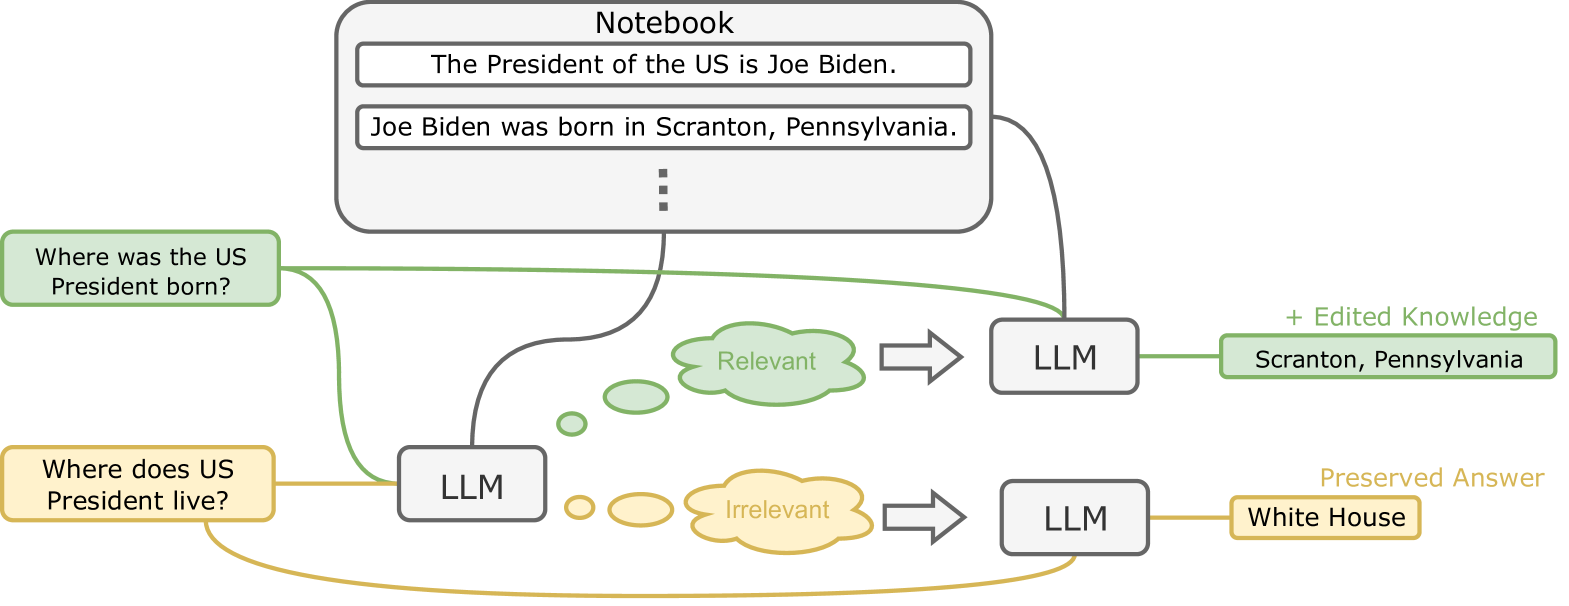 Notebook
The President of the US is Joe Biden.
Joe Biden was born in Scranton, Pennsylvania.
Where was the US
President born?
Relevant
LLM
+ Edited Knowledge
Scranton, Pennsylvania
Where does US
President live?
LLM
Irrelevant
LLM
Preserved Answer
White House